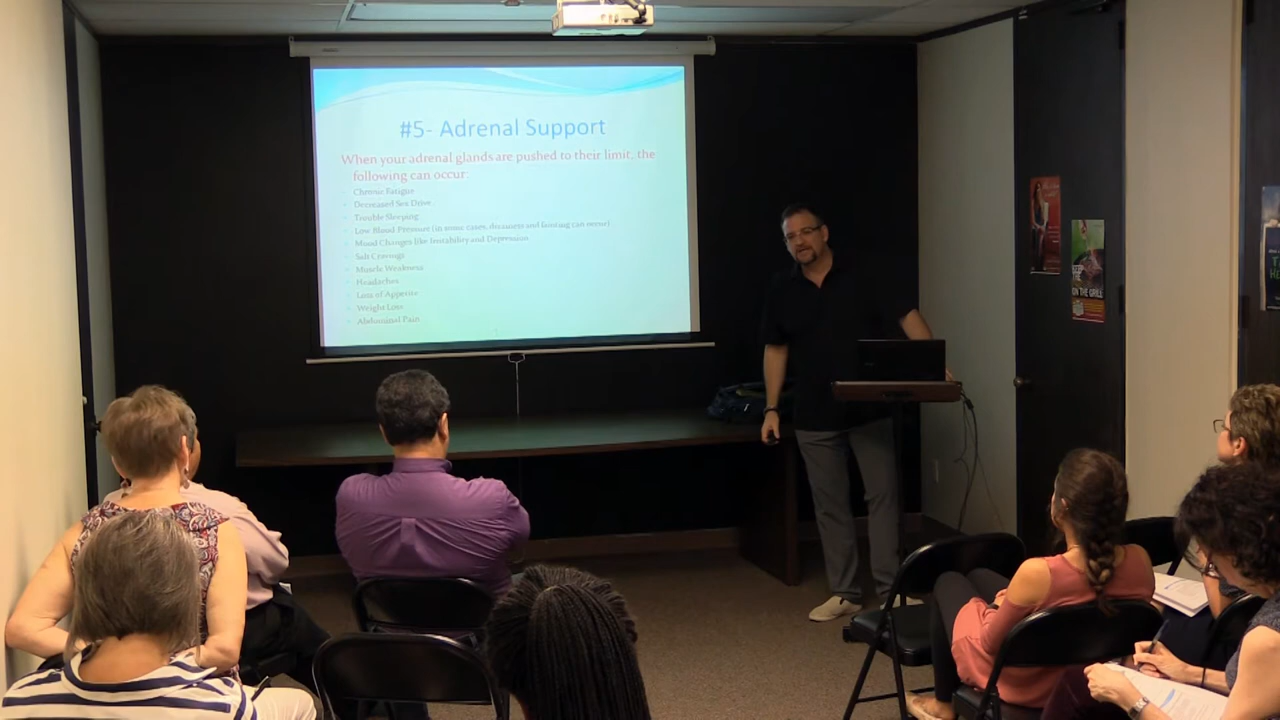 #5- Adrenal Support
When your adrenal glands are pushed to their limit, the
following can occur:
Chronic Fatigue
Decreased Sex Drive
Trouble Sleeping
Low Blood Pressure (in some cases, dizziness and fainting can occur)
Mood Changes like Irritability and Depression
Salt Cravings
Muscle Weakness
Headaches
Loss of Appetite
Weight Loss
Abdominal Pain
ON THE GRILL